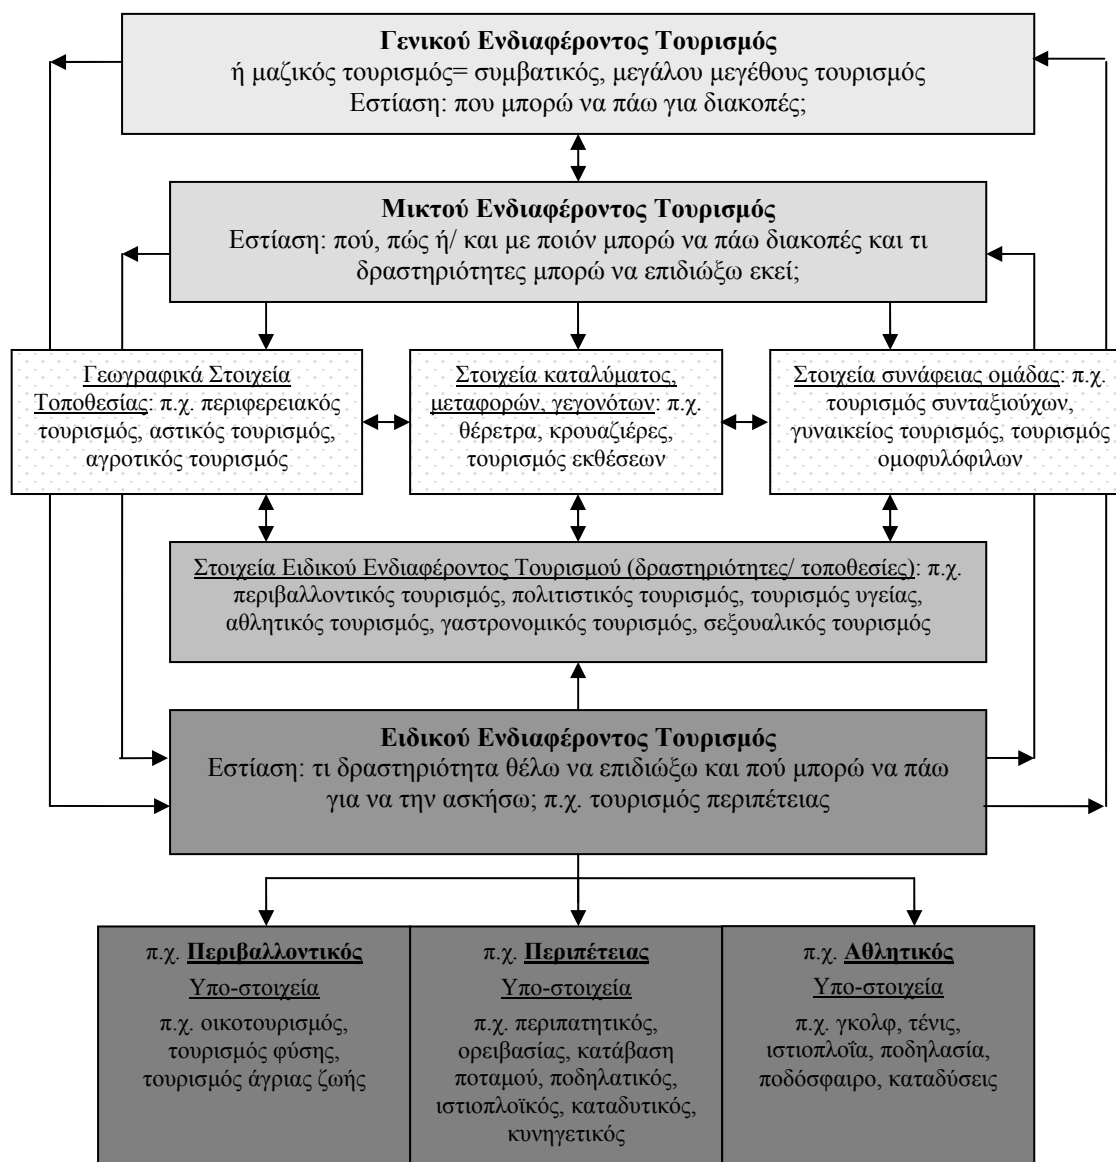 Γενικού Ενδιαφέροντος Τουρισμός
ή μαζικός τουρισμός= συμβατικός, μεγάλου μεγέθους τουρισμός
Εστίαση: που μπορώ να πάω για διακοπές;
Μικτού Ενδιαφέροντος Τουρισμός
Εστίαση: πού, πώς ή/ και με ποιόν μπορώ να πάω διακοπές και τι
δραστηριότητες μπορώ να επιδιώξω εκεί;
Γεωγραφικά Στοιχεία
Τοποθεσίας: π.χ. περιφερειακός
τουρισμός, αστικός τουρισμός,
αγροτικός τουρισμός
Στοιχεία καταλύματος,
μεταφορών, γεγονότων: π.χ.
θέρετρα, κρουαζιέρες,
τουρισμός εκθέσεων
Στοιχεία συνάφειας ομάδας: π.χ.
τουρισμός συνταξιούχων,
γυναικείος τουρισμός, τουρισμός
ομοφυλόφιλων
Στοιχεία Ειδικού Ενδιαφέροντος Τουρισμού (δραστηριότητες/ τοποθεσίες): π.χ.
περιβαλλοντικός τουρισμός, πολιτιστικός τουρισμός, τουρισμός υγείας,
αθλητικός τουρισμός, γαστρονομικός τουρισμός, σεξουαλικός τουρισμός
Ειδικού Ενδιαφέροντος Τουρισμός
Εστίαση: τι δραστηριότητα θέλω να επιδιώξω και πού μπορώ να πάω
για να την ασκήσω; π.χ. τουρισμός περιπέτειας
π.χ. Περιβαλλοντικός
Υπο-στοιχεία
π.χ. οικοτουρισμός,
τουρισμός φύσης,
τουρισμός άγριας ζωής
π.χ. Περιπέτειας
Υπο-στοιχεία
π.χ. περιπατητικός,
ορειβασίας, κατάβαση
ποταμού, ποδηλατικός,
ιστιοπλοϊκός, καταδυτικός,
κυνηγετικός
π.χ. Αθλητικός
Υπο-στοιχεία
π.χ. γκολφ, τένις,
ιστιοπλοΐα, ποδηλασία,
ποδόσφαιρο, καταδύσεις